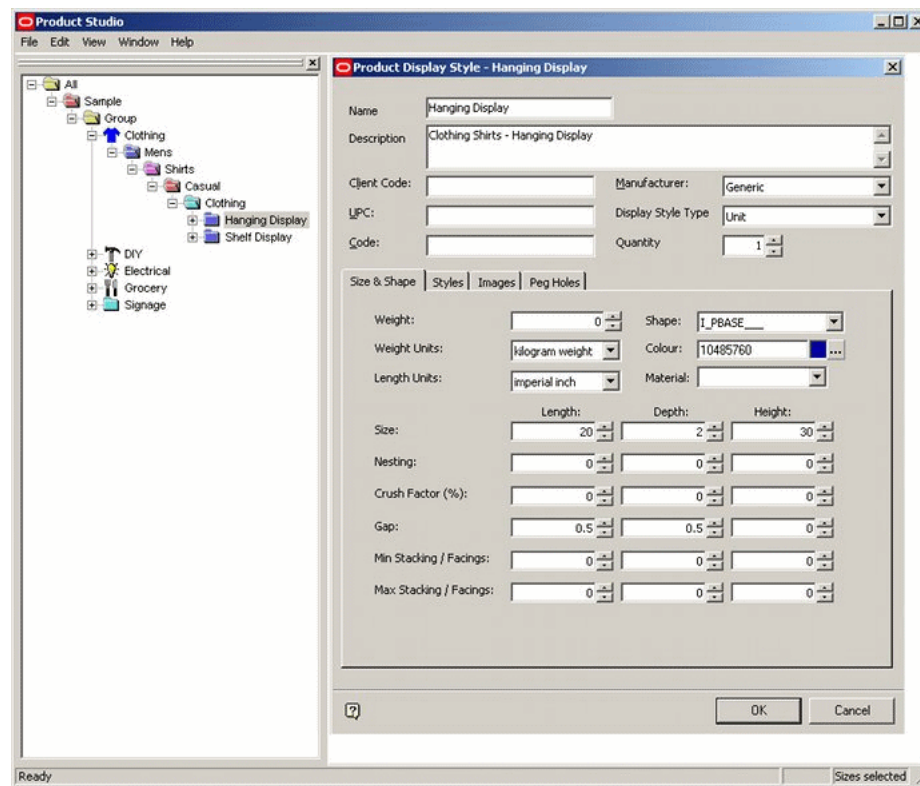 Product Studio
File Edit View Window Help
All
Sample
Group
Clothing
Mens
Shirts
Casual
Clothing
Hanging Display
Shelf Display
DIY
Electrical
Grocery
Signage
Product Display Style - Hanging Display
Name Hanging Display
Description Clothing Shirts - Hanging Display
Client Code: Manufacturer: Generic
UPC: Display Style Type Unit
Code: Quantity 1
Size & Shape Styles Images Peg Holes
Weight: 0 Shape: I_PBASE___
Weight Units: kilogram weight Colour: 10485760 ...
Length Units: imperial inch Material:
Length: Depth: Height:
Size: 20 2 30
Nesting: 0 0 0
Crush Factor (%): 0 0 0
Gap: 0.5 0.5 0
Min Stacking / Facings: 0 0 0
Max Stacking / Facings: 0 0 0
OK Cancel
Ready Sizes selected